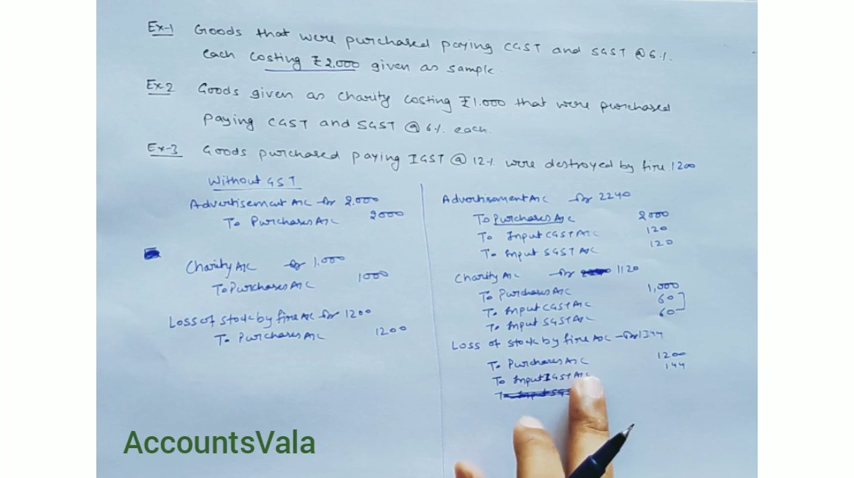 Ex-1 Goods that were purchased paying CGST and SGST @ 6%
each costing ₹2,000 given as sample
Ex-2 Goods given as charity costing ₹1,000 that were purchased
paying CGST and SGST @ 6% each.
Ex-3 Goods purchased paying IGST @ 12% were destroyed by fire 1200
Without GST
Advertisement A/c Dr 2,000
To Purchases A/c 2000
Charity A/c Dr 1,000
To Purchases A/c 1000
Loss of stock by fire A/c Dr 1200
To Purchases A/c 1200
Advertisement A/c Dr 2240
To Purchases A/c 2000
To Input CGST A/c 120
To Input SGST A/c 120
Charity A/c Dr 1120
To Purchases A/c 1,000
To Input CGST A/c 60
To Input SGST A/c 60
Loss of stock by fire A/c Dr 1344
To Purchases A/c 1200
To Input IGST A/c 144
AccountsVala